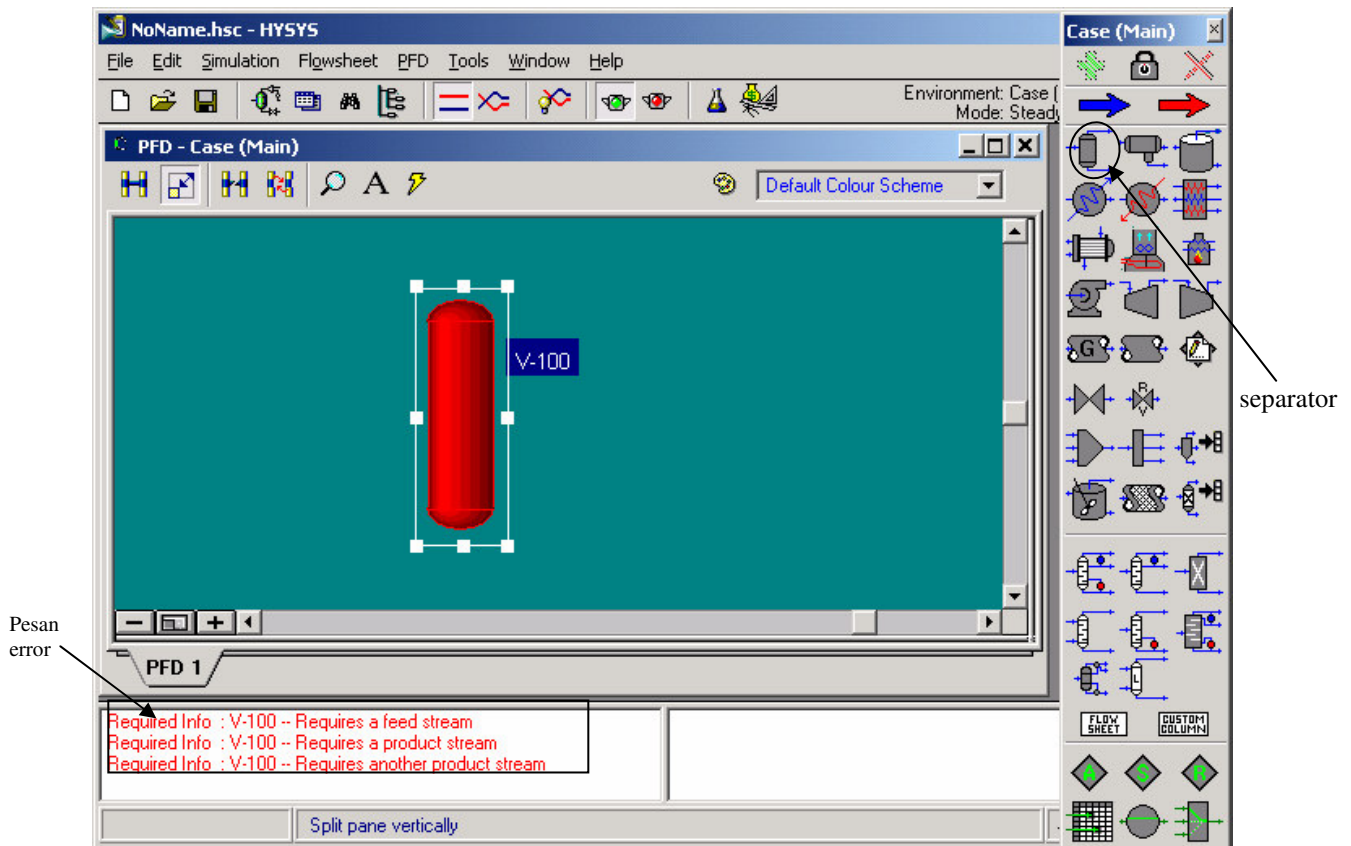 NoName.hsc - HYSYS
File Edit Simulation Flowsheet PFD Tools Window Help
Environment: Case (
Mode: Steady
PFD - Case (Main)
A
Default Colour Scheme
V-100
PFD 1
Pesan
error
Required Info : V-100 -- Requires a feed stream
Required Info : V-100 -- Requires a product stream
Required Info : V-100 -- Requires another product stream
Split pane vertically
Case (Main)
G
R
V
separator
L
FLOW
SHEET
CUSTOM
COLUMN
A
S
R